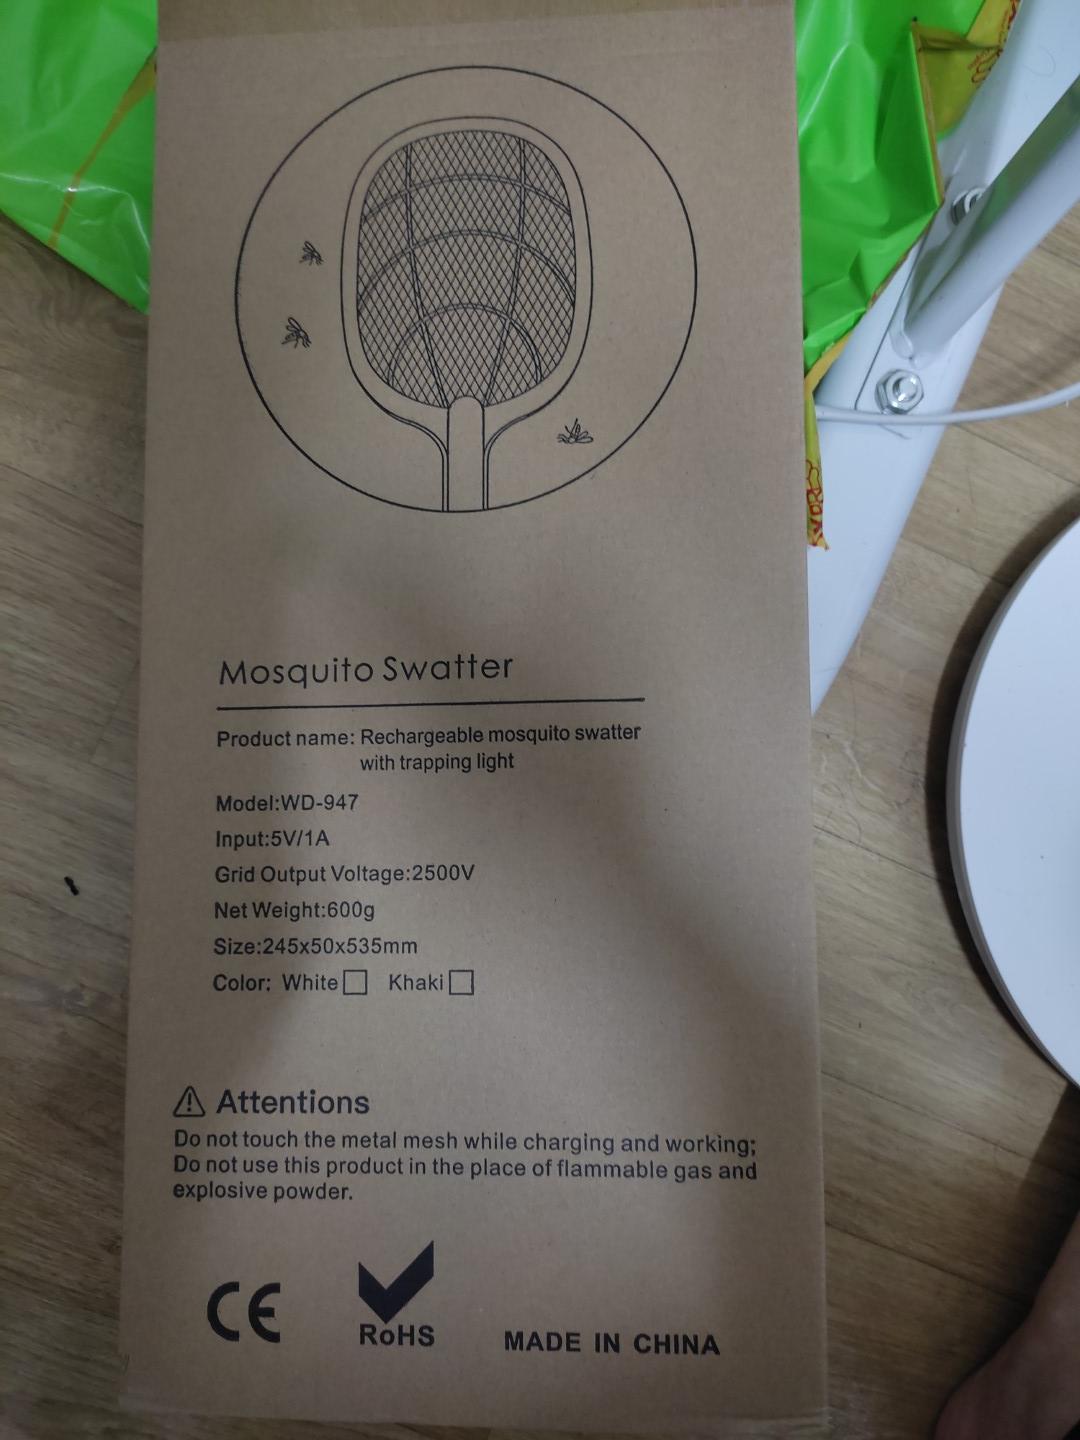 Mosquito Swatter
Product name: Rechargeable mosquito swatter
with trapping light
Model:WD-947
Input:5V/1A
Grid Output Voltage:2500V
Net Weight:600g
Size:245x50x535mm
Color: White Khaki
Attentions
Do not touch the metal mesh while charging and working;
Do not use this product in the place of flammable gas and
explosive powder.
CE
RoHS
MADE IN CHINA